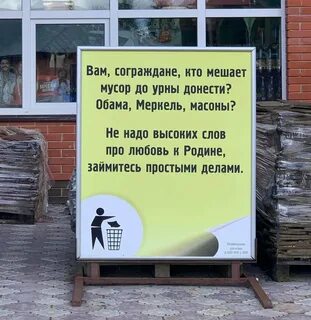 Вам, сограждане, кто мешает
мусор до урны донести?
Обама, Меркель, масоны?
Не надо высоких слов
про любовь к Родине,
займитесь простыми делами.